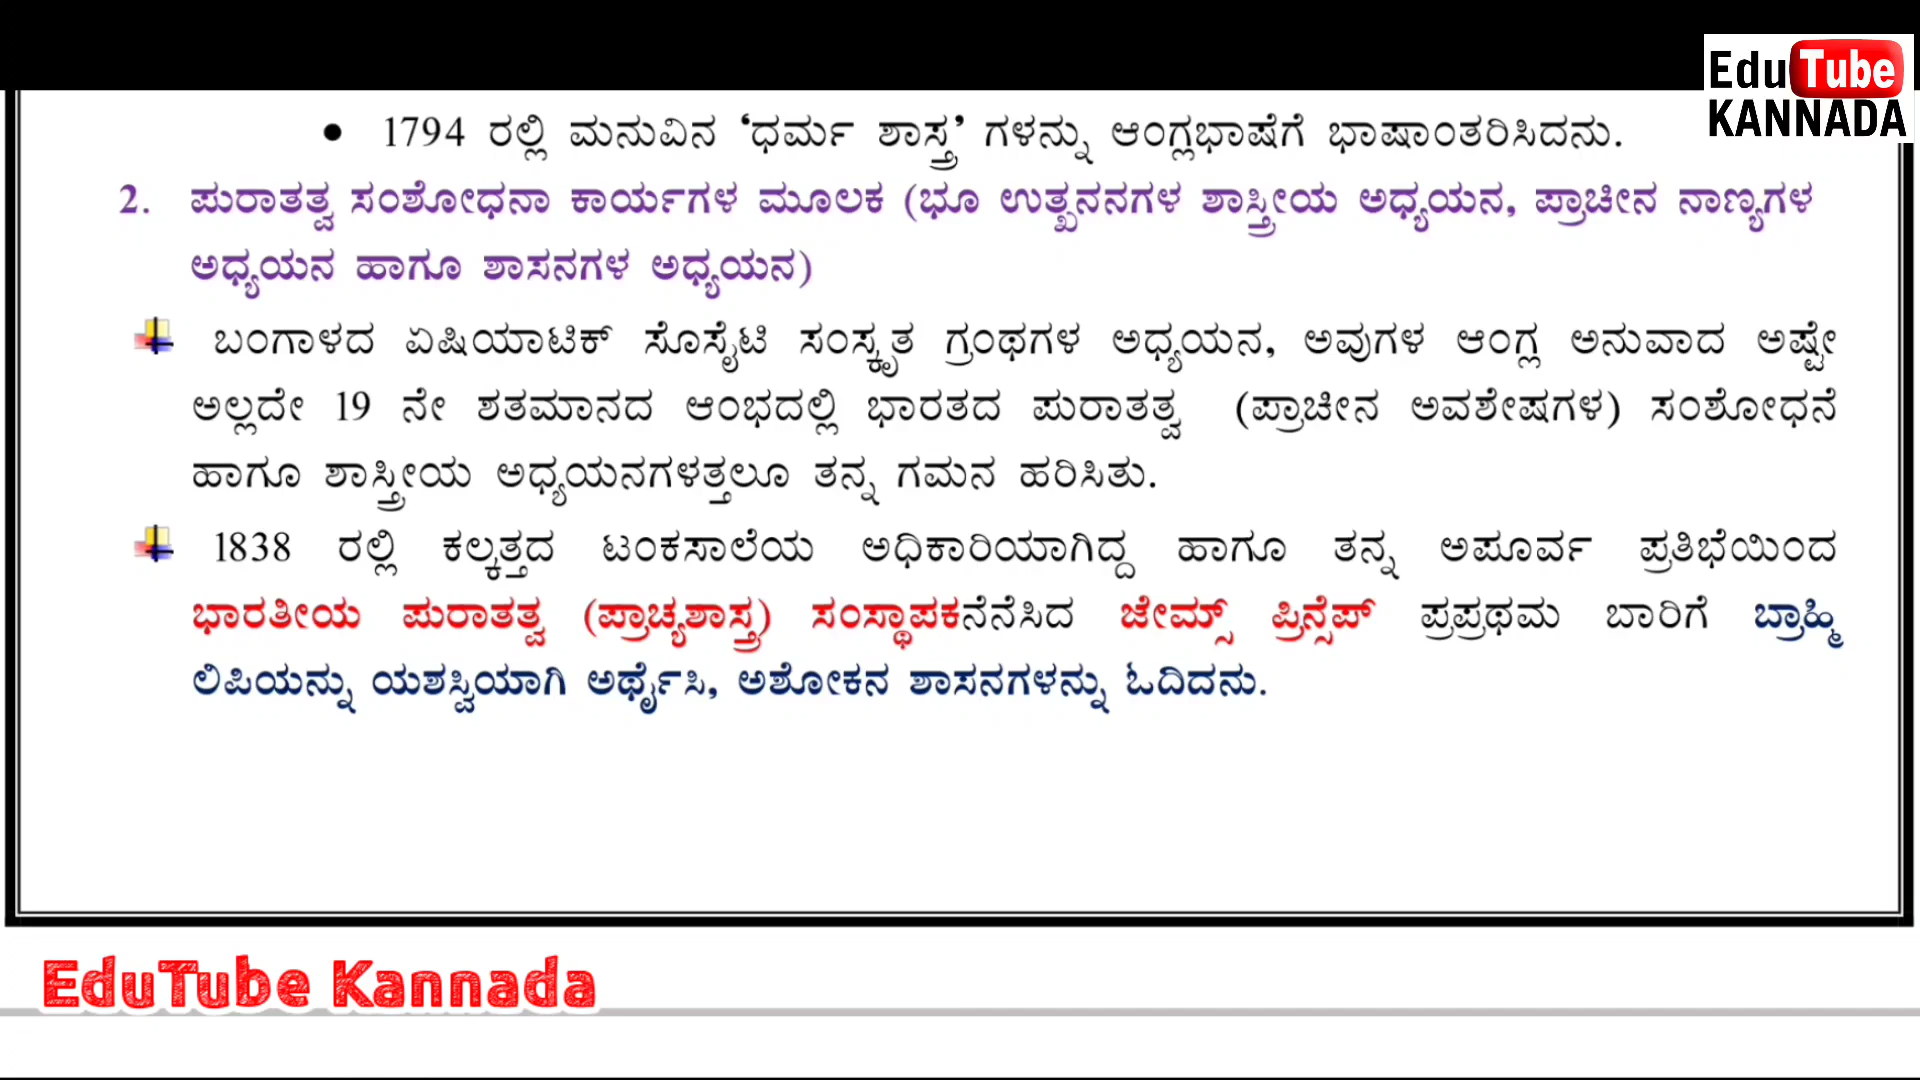 Edu Tube
KANNADA
• 1794 ರಲ್ಲಿ ಮನುವಿನ ‘ಧರ್ಮ ಶಾಸ್ತ್ರ’ ಗಳನ್ನು ಆಂಗ್ಲಭಾಷೆಗೆ ಭಾಷಾಂತರಿಸಿದನು.
2. ಪುರಾತತ್ವ ಸಂಶೋಧನಾ ಕಾರ್ಯಗಳ ಮೂಲಕ (ಭೂ ಉತ್ಖನನಗಳ ಶಾಸ್ತ್ರೀಯ ಅಧ್ಯಯನ, ಪ್ರಾಚೀನ ನಾಣ್ಯಗಳ
ಅಧ್ಯಯನ ಹಾಗೂ ಶಾಸನಗಳ ಅಧ್ಯಯನ)
ಬಂಗಾಳದ ಏಷಿಯಾಟಿಕ್ ಸೊಸೈಟಿ ಸಂಸ್ಕೃತ ಗ್ರಂಥಗಳ ಅಧ್ಯಯನ, ಅವುಗಳ ಆಂಗ್ಲ ಅನುವಾದ ಅಷ್ಟೇ
ಅಲ್ಲದೇ 19 ನೇ ಶತಮಾನದ ಆಂಭದಲ್ಲಿ ಭಾರತದ ಪುರಾತತ್ವ (ಪ್ರಾಚೀನ ಅವಶೇಷಗಳ) ಸಂಶೋಧನೆ
ಹಾಗೂ ಶಾಸ್ತ್ರೀಯ ಅಧ್ಯಯನಗಳತ್ತಲೂ ತನ್ನ ಗಮನ ಹರಿಸಿತು.
1838 ರಲ್ಲಿ ಕಲ್ಕತ್ತದ ಟಂಕಸಾಲೆಯ ಅಧಿಕಾರಿಯಾಗಿದ್ದ ಹಾಗೂ ತನ್ನ ಅಪೂರ್ವ ಪ್ರತಿಭೆಯಿಂದ
ಭಾರತೀಯ ಪುರಾತತ್ವ (ಪ್ರಾಚ್ಯಶಾಸ್ತ್ರ) ಸಂಸ್ಥಾಪಕನೆನೆಸಿದ ಜೇಮ್ಸ್ ಪ್ರಿನ್ಸೆಪ್ ಪ್ರಪ್ರಥಮ ಬಾರಿಗೆ ಬ್ರಾಹ್ಮಿ
ಲಿಪಿಯನ್ನು ಯಶಸ್ವಿಯಾಗಿ ಅರ್ಥೈಸಿ, ಅಶೋಕನ ಶಾಸನಗಳನ್ನು ಓದಿದನು.
EduTube Kannada